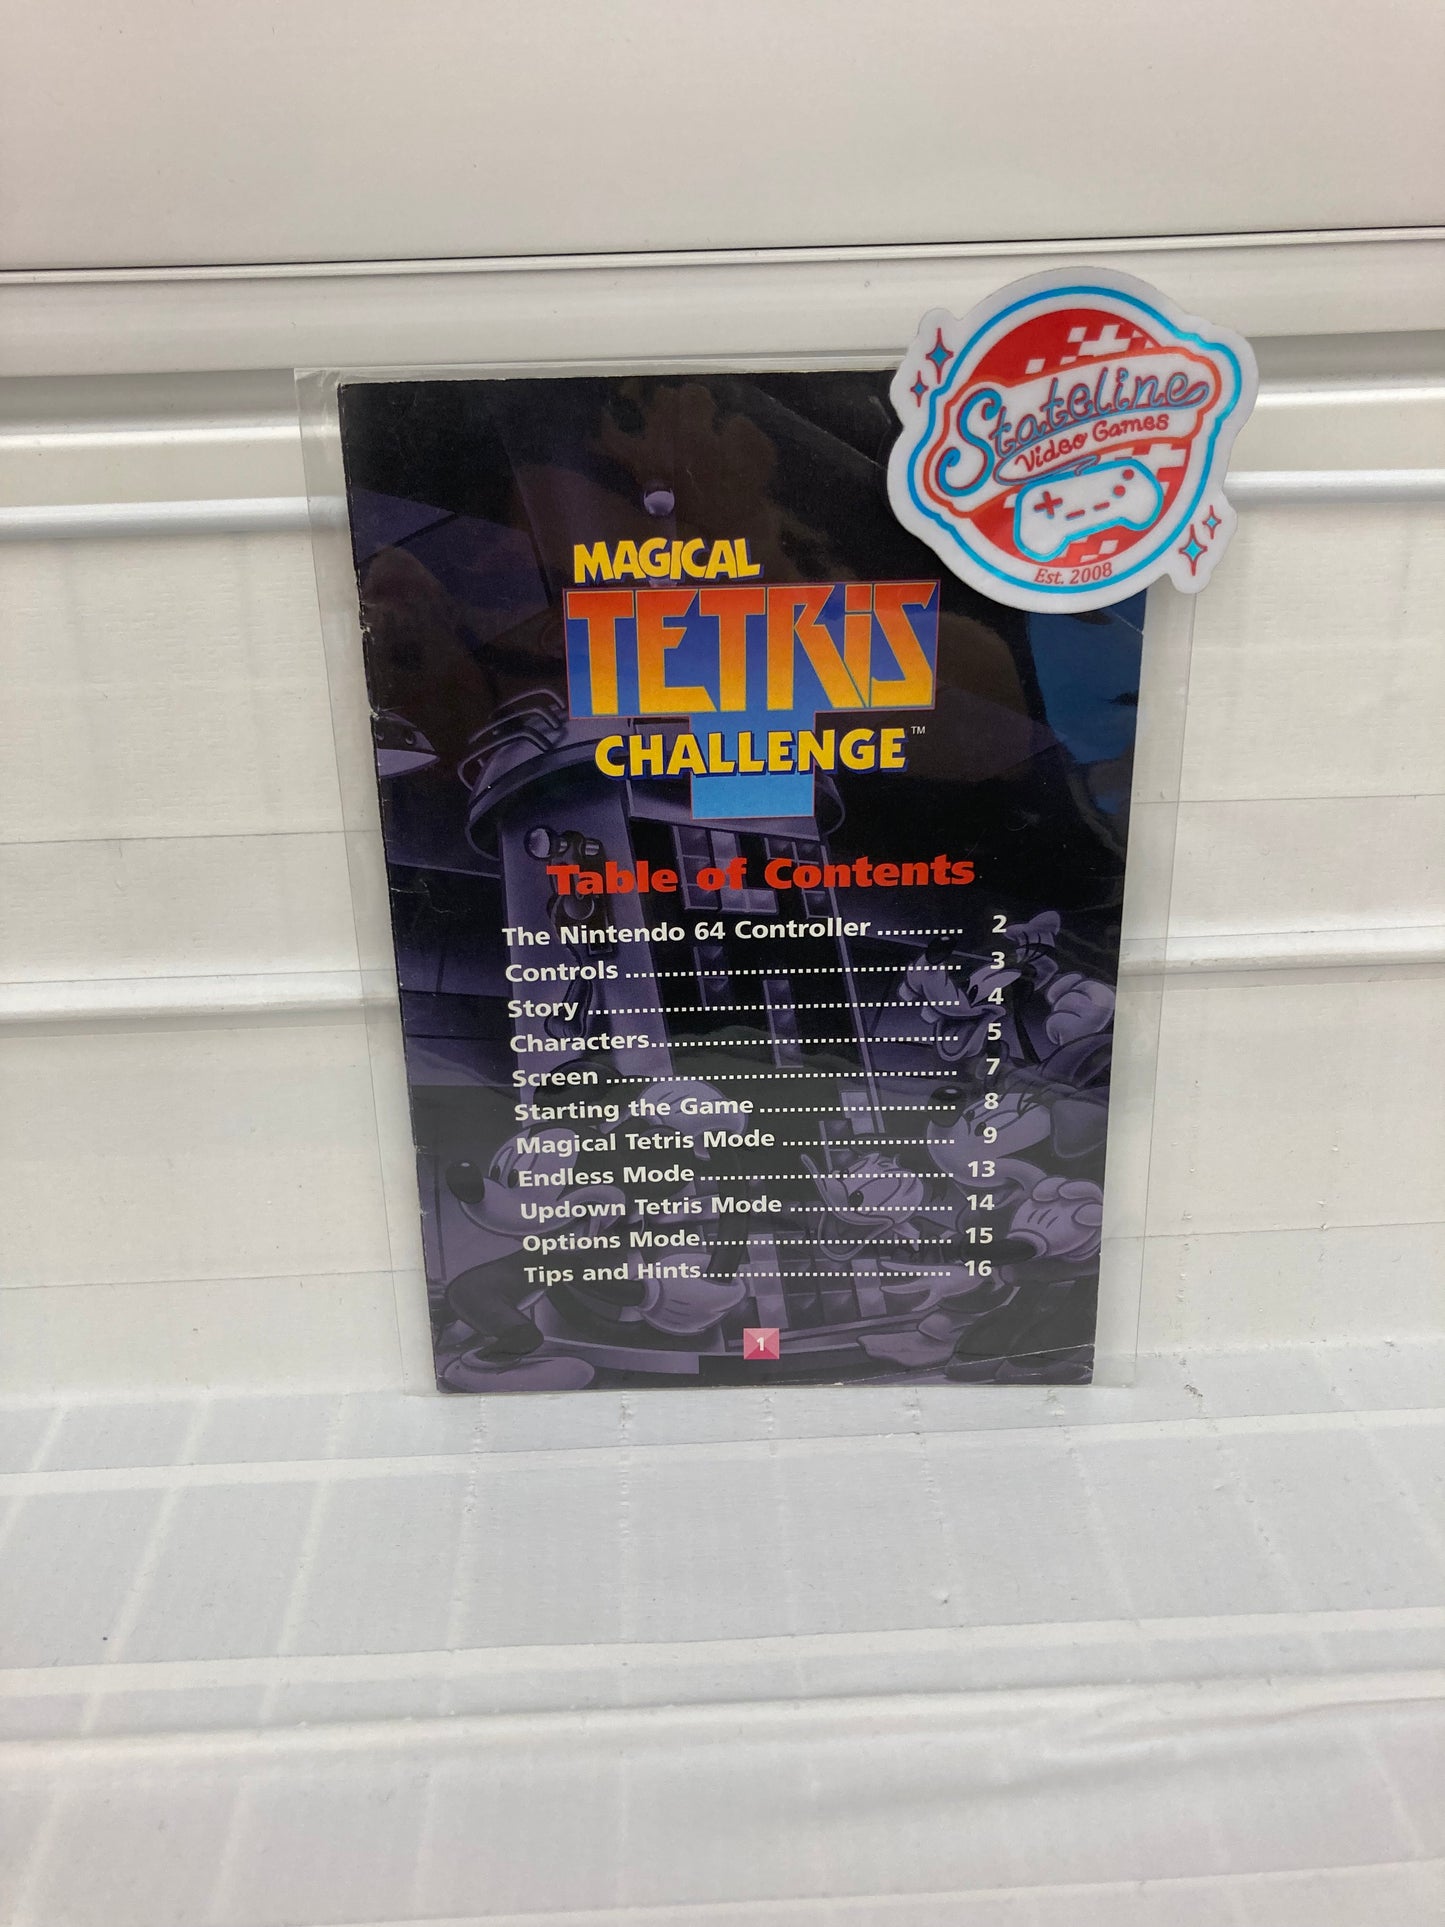 Stateline
Video Games
Est. 2008
MAGICAL
TETRiS
CHALLENGE™
Table of Contents
The Nintendo 64 Controller ........... 2
Controls ............................................... 3
Story .................................................... 4
Characters........................................... 5
Screen ................................................. 7
Starting the Game ............................ 8
Magical Tetris Mode ........................ 9
Endless Mode ................................... 13
Updown Tetris Mode ....................... 14
Options Mode................................... 15
Tips and Hints................................... 16
1